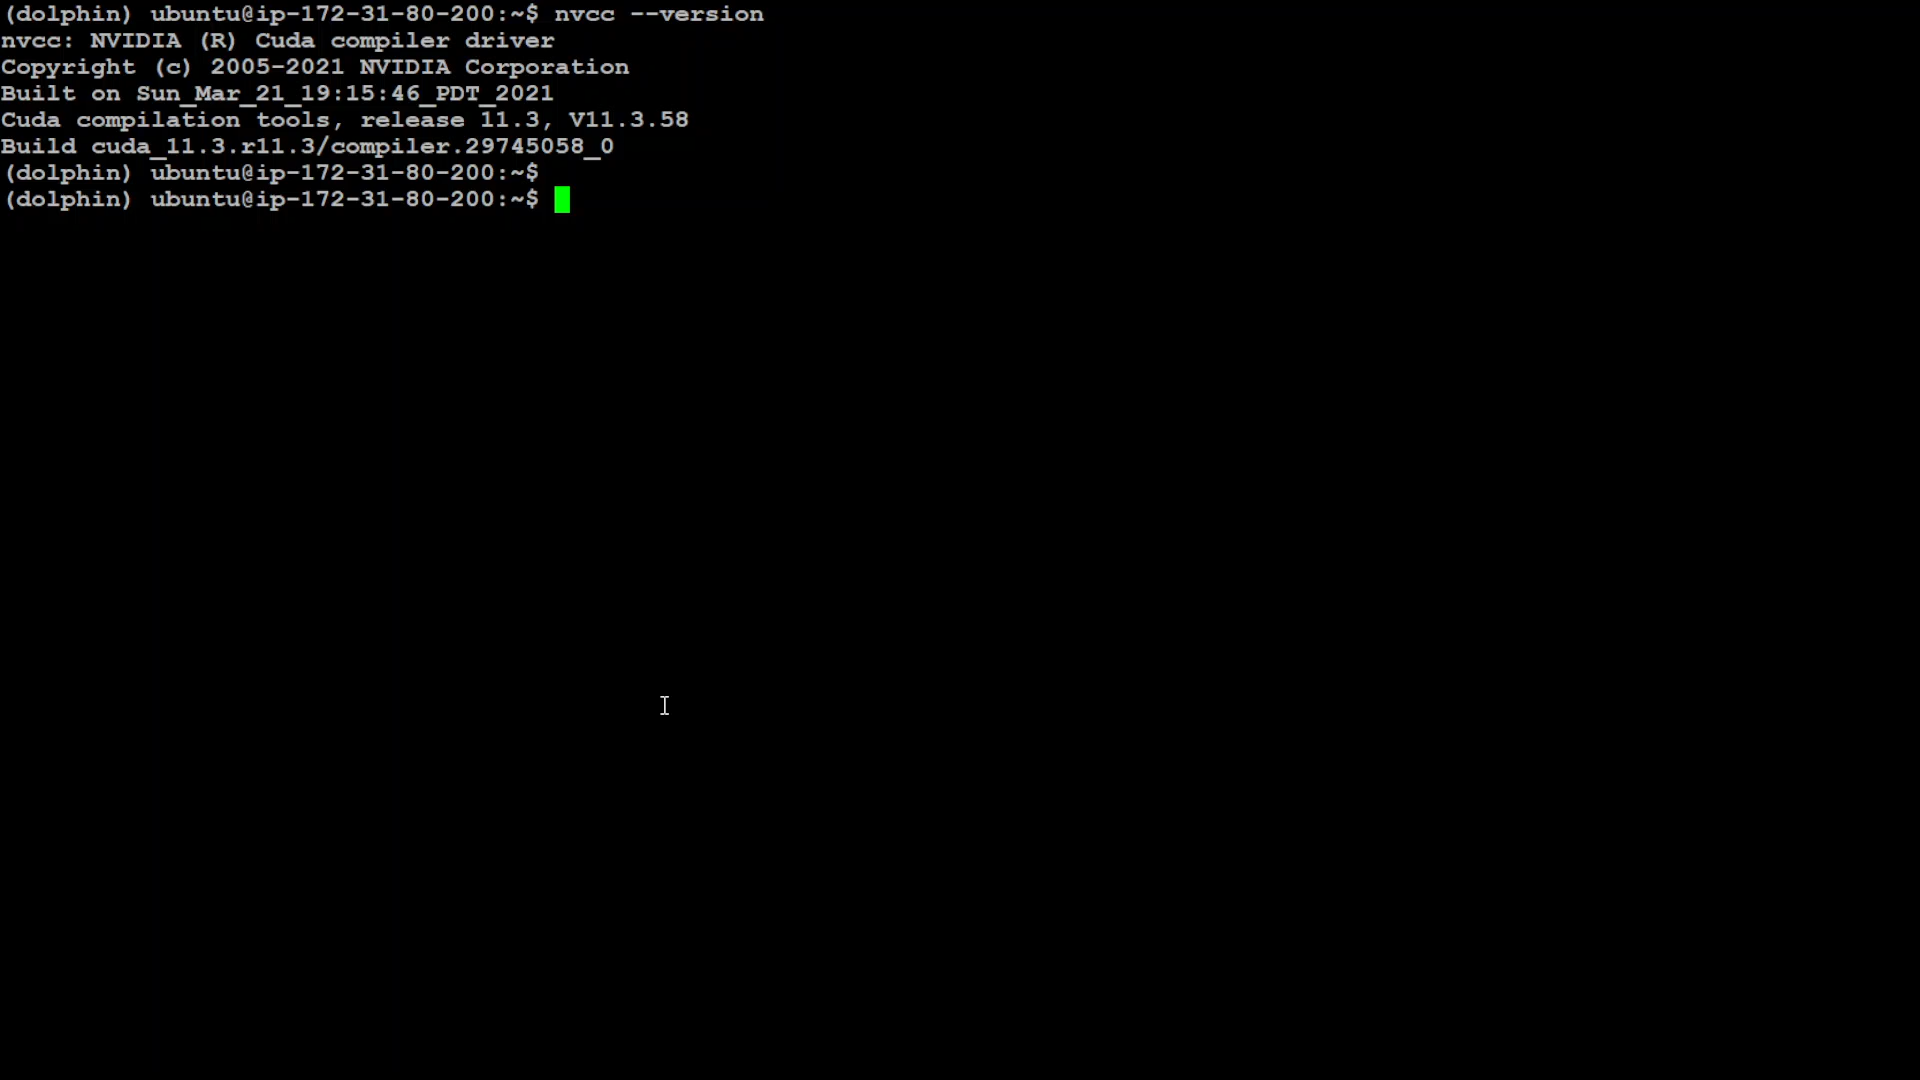 (dolphin) ubuntu@ip-172-31-80-200:~$ nvcc --version
nvcc: NVIDIA (R) Cuda compiler driver
Copyright (c) 2005-2021 NVIDIA Corporation
Built on Sun_Mar_21_19:15:46_PDT_2021
Cuda compilation tools, release 11.3, V11.3.58
Build cuda_11.3.r11.3/compiler.29745058_0
(dolphin) ubuntu@ip-172-31-80-200:~$
(dolphin) ubuntu@ip-172-31-80-200:~$